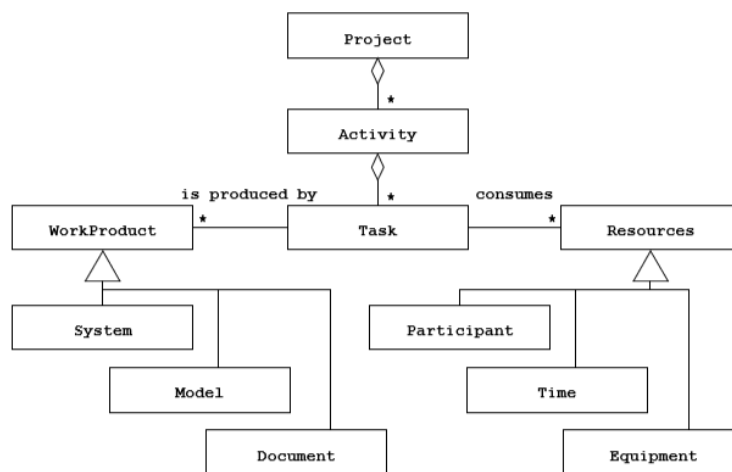 Project
*
Activity
is produced by
*
consumes
WorkProduct
*
Task
*
Resources
System
Participant
Model
Time
Document
Equipment